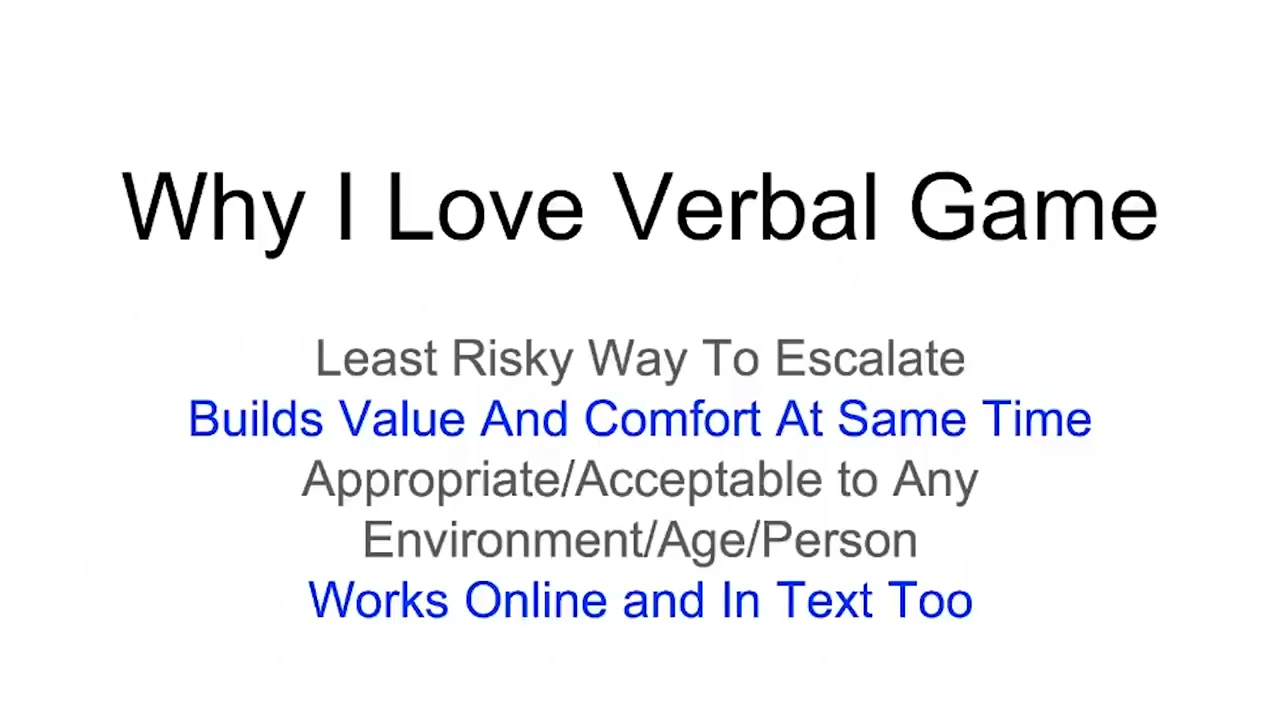 Why I Love Verbal Game
Least Risky Way To Escalate
Builds Value And Comfort At Same Time
Appropriate/Acceptable to Any
Environment/Age/Person
Works Online and In Text Too